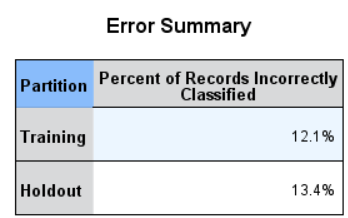 Error Summary
Partition Percent of Records Incorrectly
Classified
Training 12.1%
Holdout 13.4%